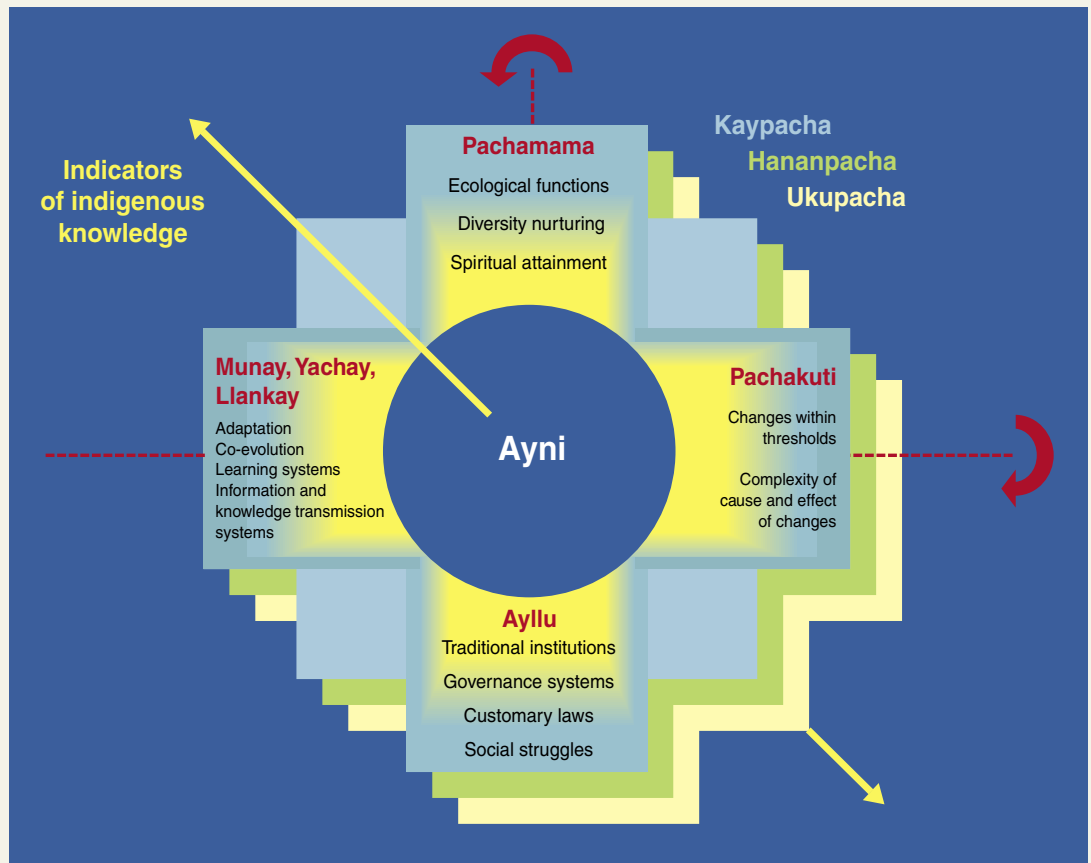 Kaypacha
Hananpacha
Ukupacha
Indicators
of indigenous
knowledge
Pachamama
Ecological functions
Diversity nurturing
Spiritual attainment
Munay, Yachay,
Llankay
Adaptation
Co-evolution
Learning systems
Information and
knowledge transmission
systems
Ayni
Pachakuti
Changes within
thresholds
Complexity of
cause and effect
of changes
Ayllu
Traditional institutions
Governance systems
Customary laws
Social struggles